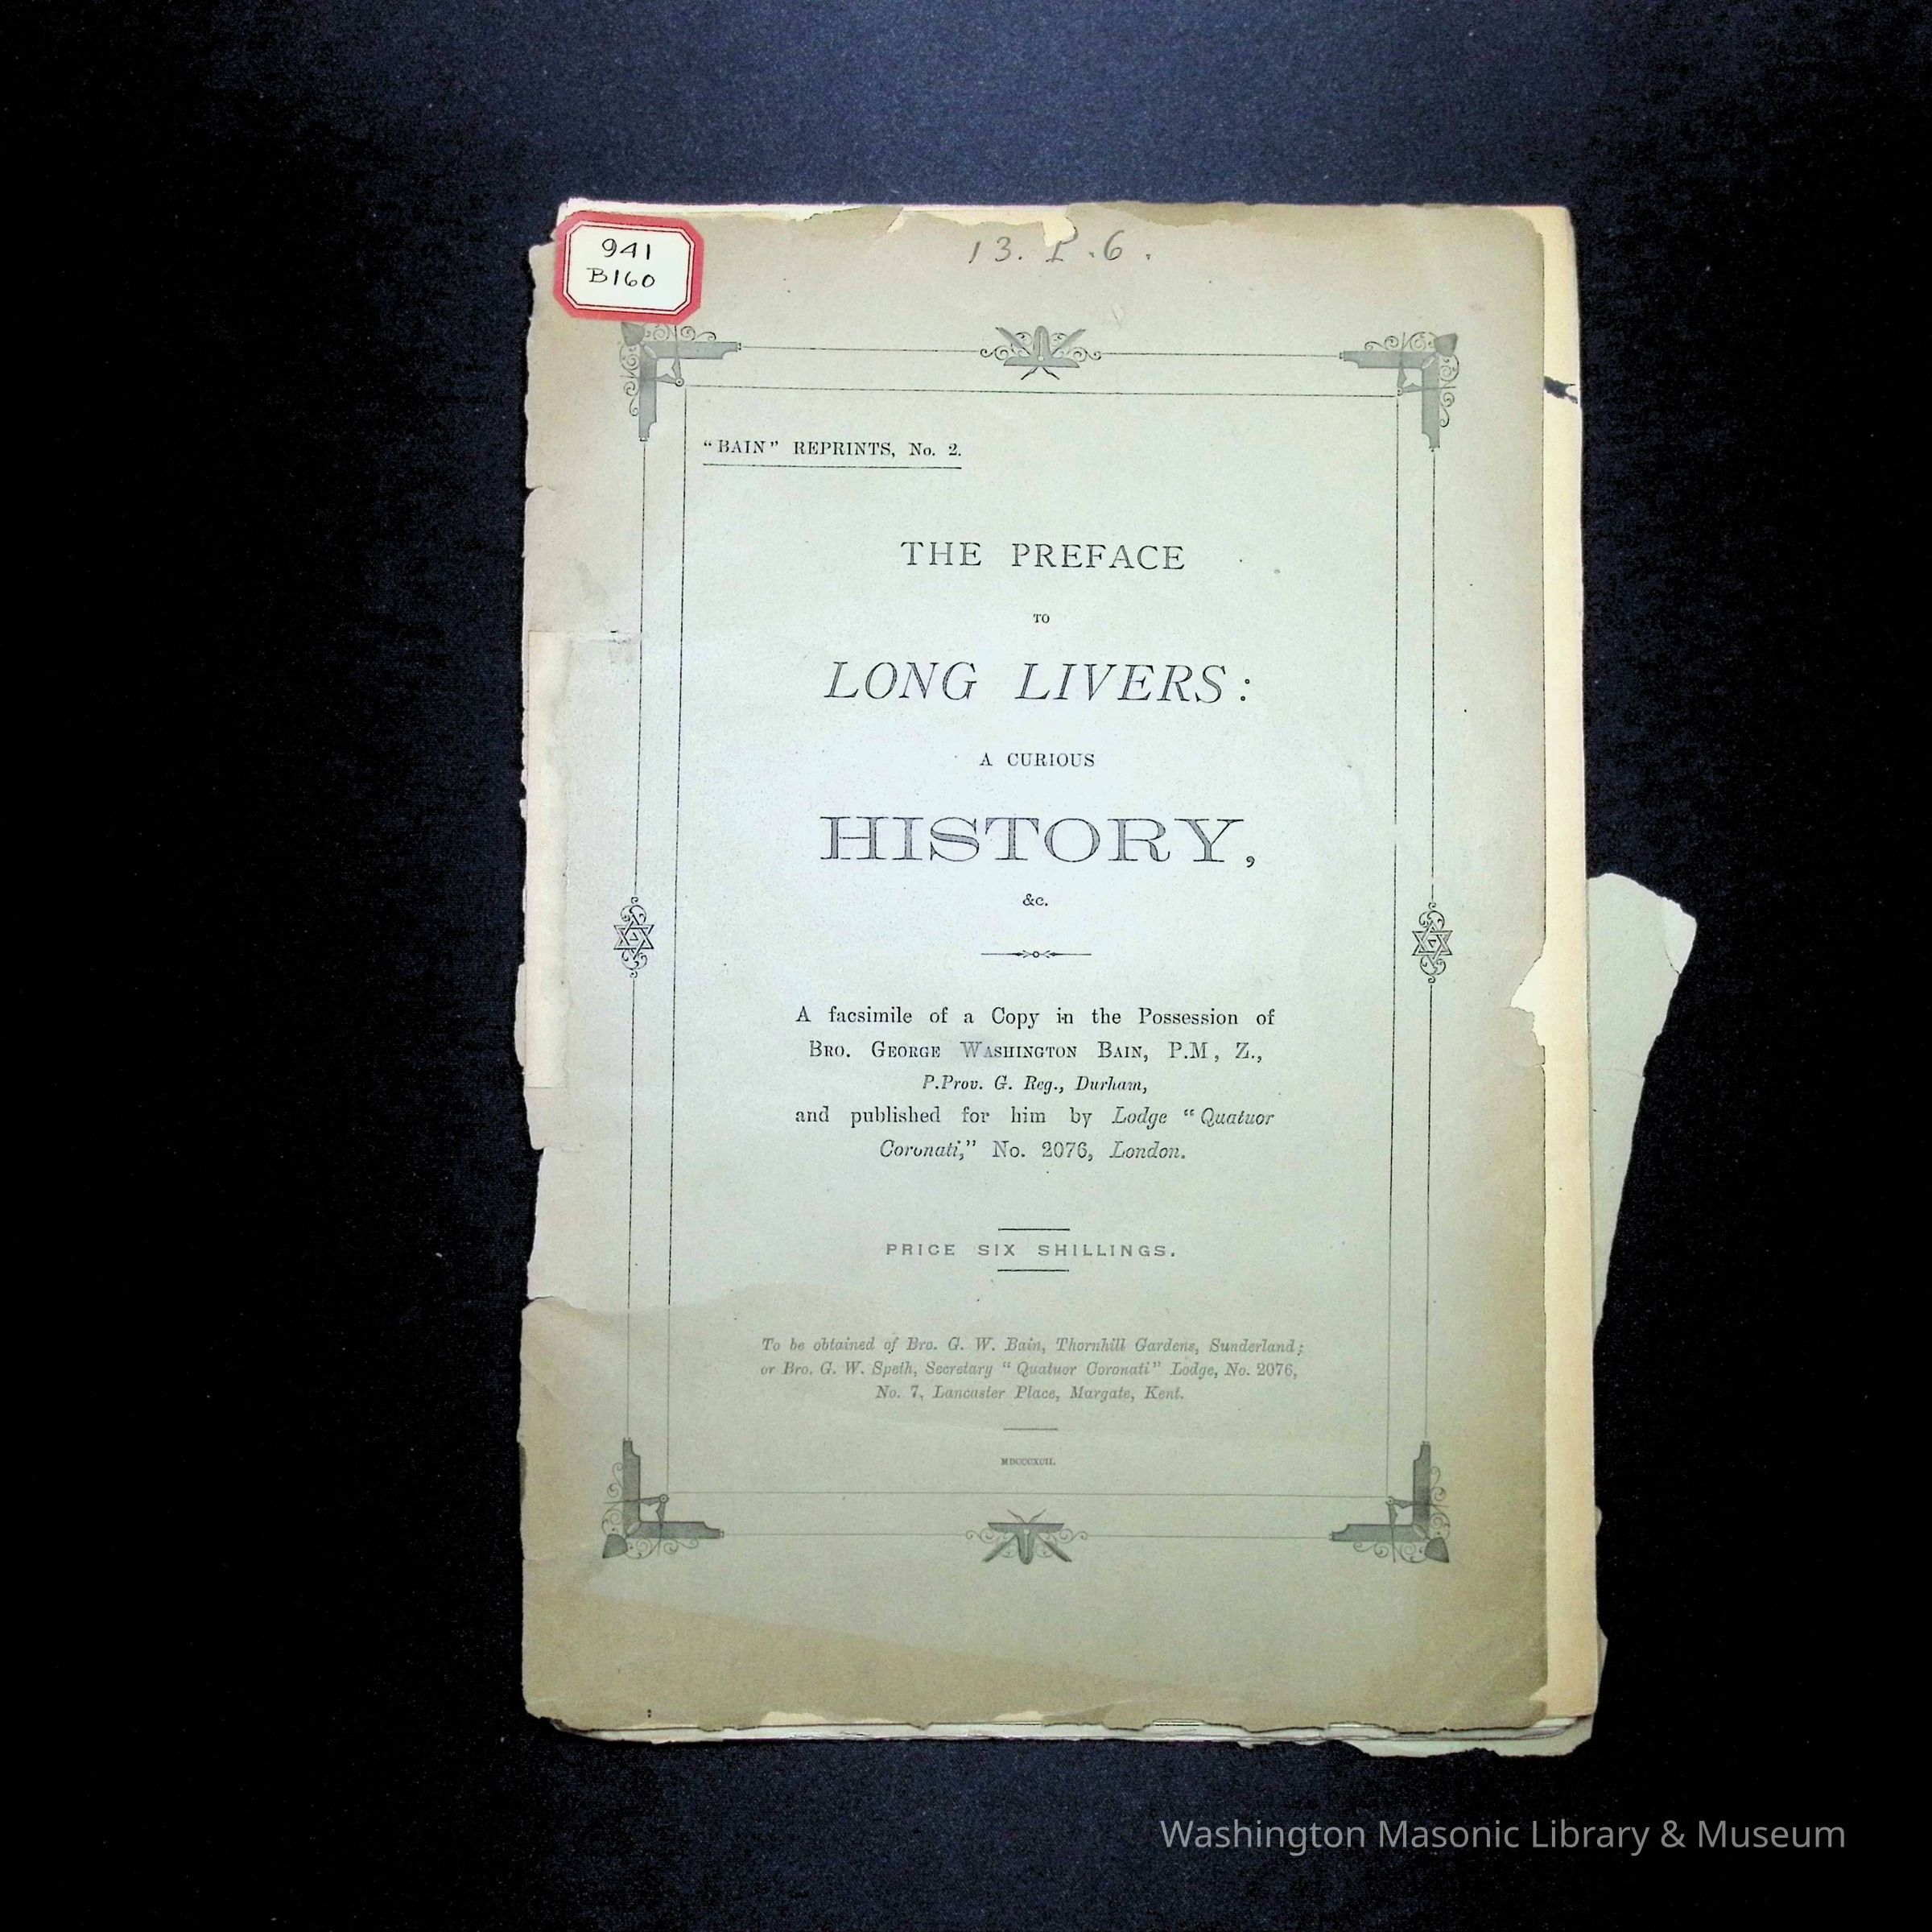 941
B160
13. P. 6.
“BAIN” REPRINTS, No. 2.
THE PREFACE
TO
LONG LIVERS:
A CURIOUS
HISTORY,
&c.
A facsimile of a Copy in the Possession of
BRO. GEORGE WASHINGTON BAIN, P.M, Z.,
P.Prov. G. Reg., Durham,
and published for him by Lodge “Quatuor
Coronati,” No. 2076, London.
PRICE SIX SHILLINGS.
To be obtained of Bro. G. W. Bain, Thornhill Gardens, Sunderland;
or Bro. G. W. Speth, Secretary “Quatuor Coronati” Lodge, No. 2076,
No. 7, Lancaster Place, Margate, Kent.
MDCCCXCII.
Washington Masonic Library & Museum